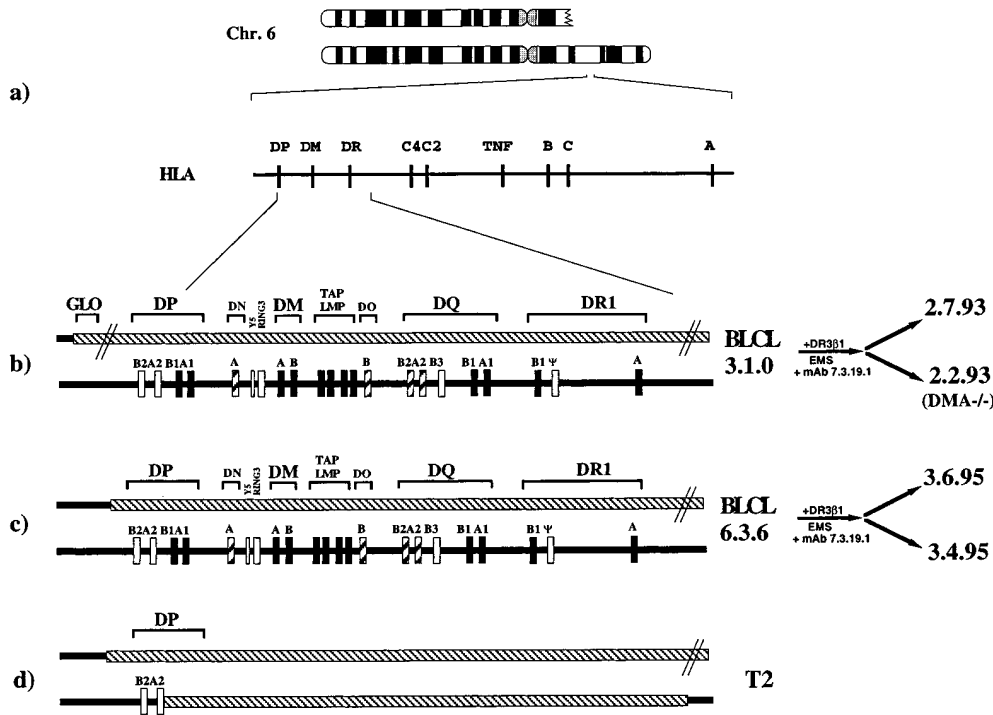 Chr. 6
a)
DP DM DR C4 C2 TNF B C A
HLA
GLO DP DN Y5 RING3 DM TAP LMP DO DQ DR1
b)
B2A2 B1A1 A A B B B2A2 B3 B1 A1 B1 Ψ A
BLCL
3.1.0
+DR3β1
EMS
+ mAb 7.3.19.1
2.7.93
2.2.93
(DMA-/-)
DP DN Y5 RING3 DM TAP LMP DO DQ DR1
c)
B2A2 B1A1 A A B B B2A2 B3 B1 A1 B1 Ψ A
BLCL
6.3.6
+DR3β1
EMS
+ mAb 7.3.19.1
3.6.95
3.4.95
DP
d)
B2A2
T2